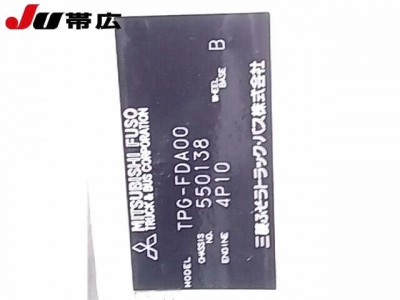 JU帯広
MITSUBISHI FUSO
TRUCK & BUS CORPORATION
MODEL TPG-FDA00
CHASSIS NO. 550138
ENGINE 4P10
WHEEL BASE B
三菱ふそうトラック・バス株式会社